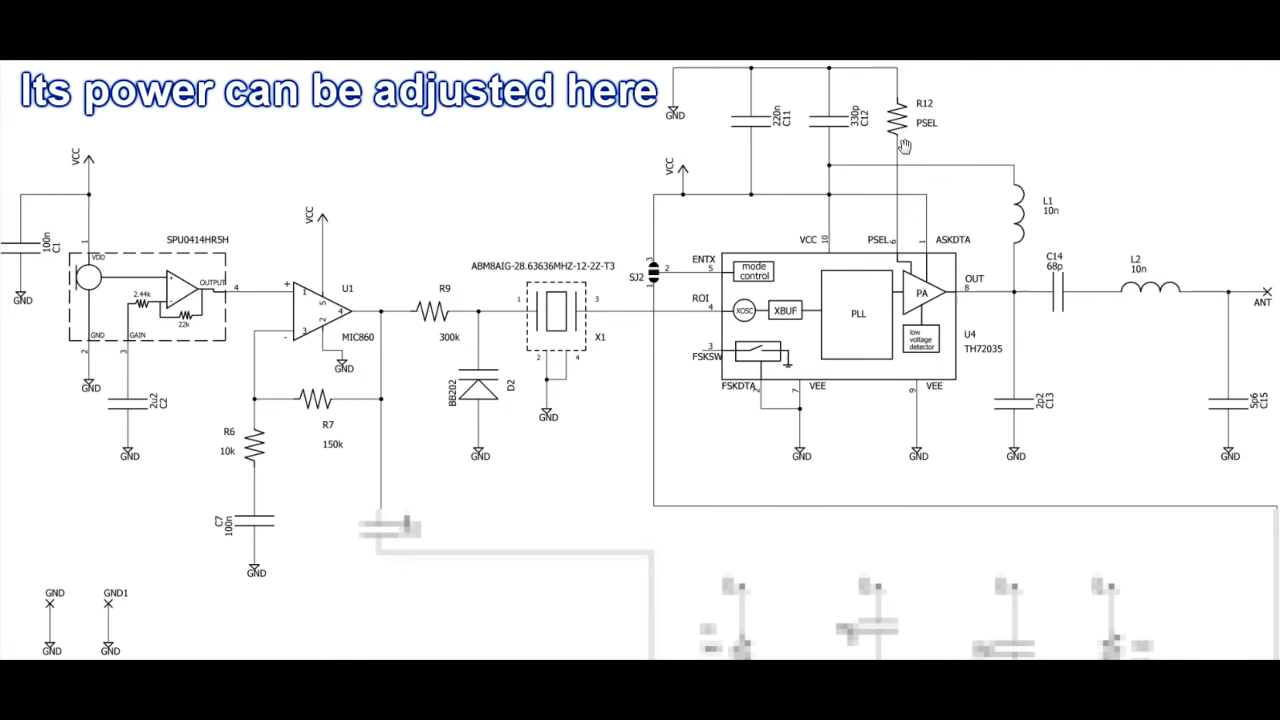 Its power can be adjusted here
GND
220n
C11
330p
C12
R12
PSEL
VCC
VCC
100n
C1
GND
1
VDD
SPU0414HR5H
OUTPUT
4
2.44k
22k
+
-
GND
GAIN
2
3
GND
2u2
C2
GND
VCC
U1
+
5
4
2
3
-
MIC860
GND
R9
300k
R7
150k
R6
10k
C7
100n
GND
BB202
D2
GND
ABM8AIG-28.63636MHZ-12-2Z-T3
1
3
X1
2
4
GND
SJ2
3
2
1
ENTX
5
mode
control
ROI
4
XOSC
XBUF
PLL
PA
low
voltage
detector
3
FSKSW
FSKDTA
2
7
VEE
9
VEE
GND
GND
VCC
10
PSEL
6
ASKDTA
1
OUT
8
U4
TH72035
L1
10n
C14
68p
L2
10n
ANT
2p2
C13
GND
5p6
C15
GND
GND
GND1
GND
GND